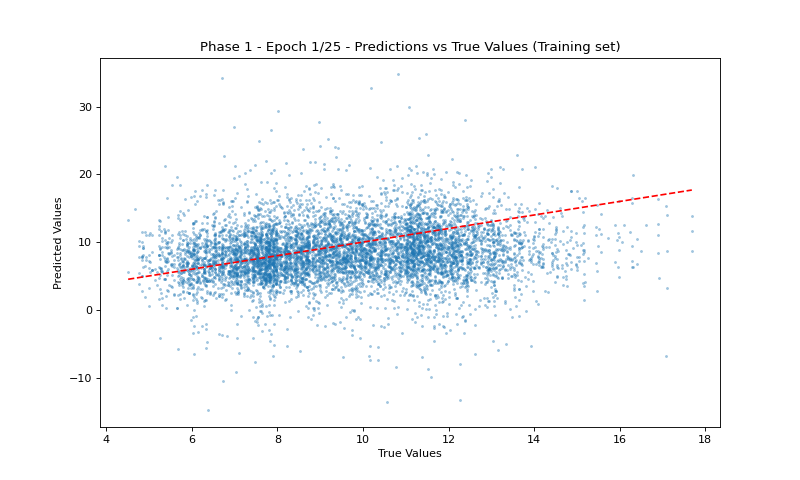 Phase 1 - Epoch 1/25 - Predictions vs True Values (Training set)
Predicted Values
30
20
10
0
−10
4 6 8 10 12 14 16 18
True Values